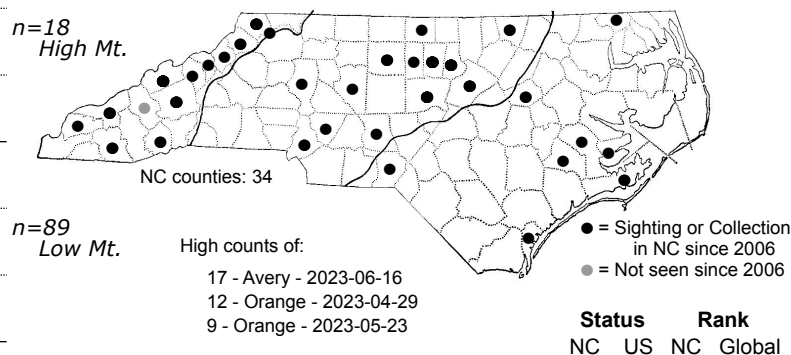 n=18
High Mt.
NC counties: 34
n=89
Low Mt.
High counts of:
17 - Avery - 2023-06-16
12 - Orange - 2023-04-29
9 - Orange - 2023-05-23
● = Sighting or Collection
in NC since 2006
● = Not seen since 2006
Status Rank
NC US NC Global